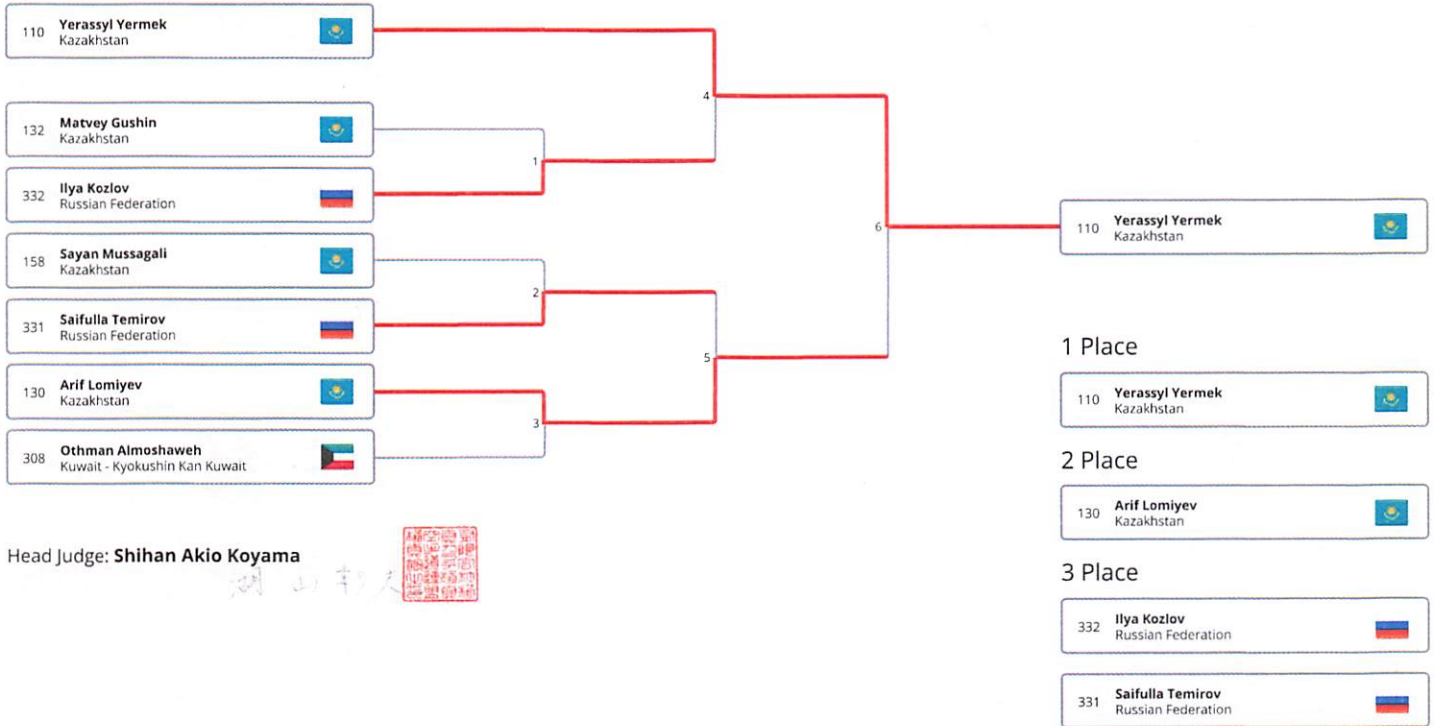 110 Yerassyl Yermek
Kazakhstan
132 Matvey Gushin
Kazakhstan
332 Ilya Kozlov
Russian Federation
158 Sayan Mussagali
Kazakhstan
331 Saifulla Temirov
Russian Federation
130 Arif Lomiyev
Kazakhstan
308 Othman Almoshaweh
Kuwait - Kyokushin Kan Kuwait
1
2
3
4
5
6
110 Yerassyl Yermek
Kazakhstan
1 Place
110 Yerassyl Yermek
Kazakhstan
2 Place
130 Arif Lomiyev
Kazakhstan
3 Place
332 Ilya Kozlov
Russian Federation
331 Saifulla Temirov
Russian Federation
Head Judge: Shihan Akio Koyama